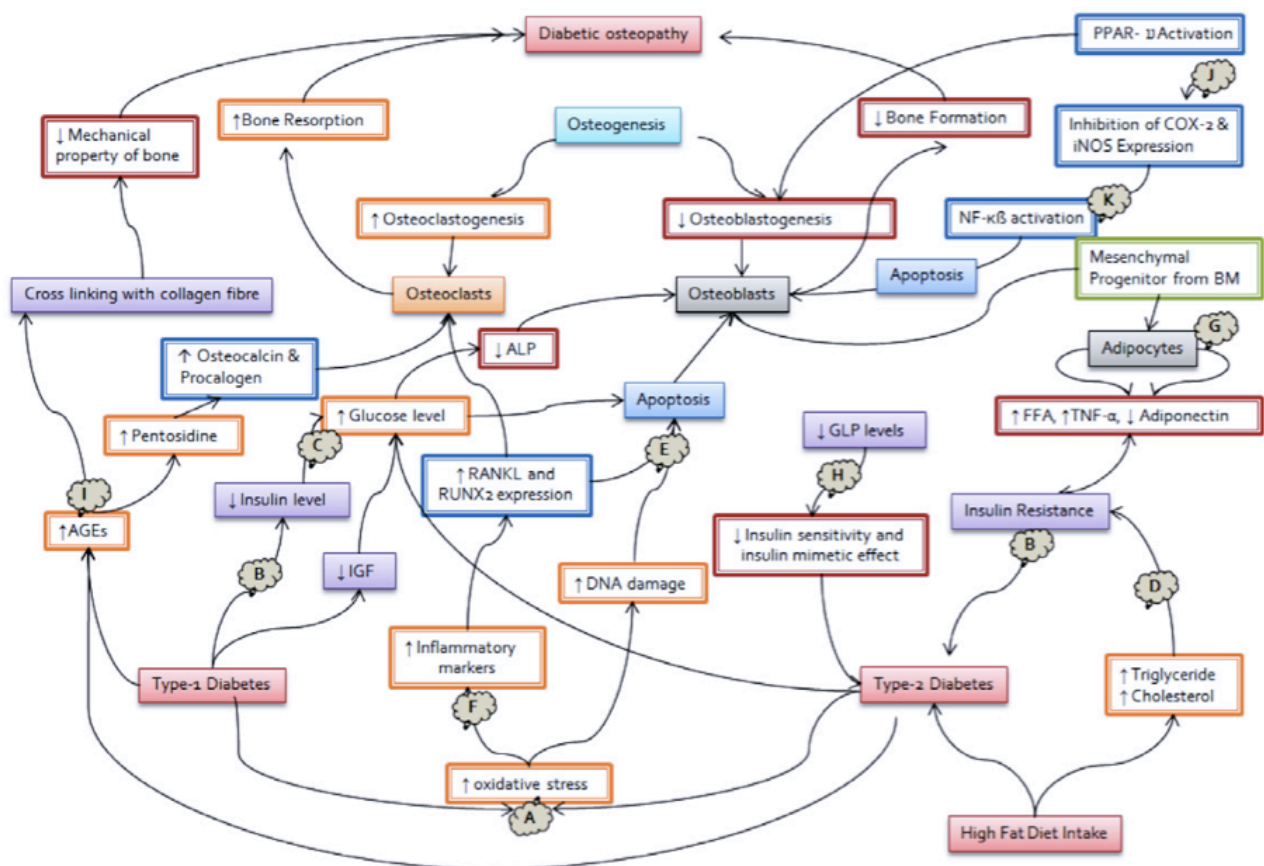 Diabetic osteopathy
PPAR- Activation
J
↑Bone Resorption
↓ Bone Formation
Osteogenesis
↓ Mechanical
property of bone
Inhibition of COX-2 &
iNOS Expression
K
↑ Osteoclastogenesis
↓ Osteoblastogenesis
NF-κß activation
Mesenchymal
Progenitor from BM
Apoptosis
Cross linking with collagen fibre
Osteoclasts
Osteoblasts
G
Adipocytes
↓ ALP
↑ Osteocalcin &
Procalogen
↑ Glucose level
Apoptosis
↑ FFA, ↑TNF-α, ↓ Adiponectin
↑ Pentosidine
C
↓ GLP levels
E
↑ RANKL and
RUNX2 expression
H
I
↓ Insulin level
Insulin Resistance
↑AGEs
↓ Insulin sensitivity and
insulin mimetic effect
B
B
↓ IGF
↑ DNA damage
D
↑ Inflammatory
markers
Type-1 Diabetes
Type-2 Diabetes
↑ Triglyceride
↑ Cholesterol
F
↑ oxidative stress
A
High Fat Diet Intake